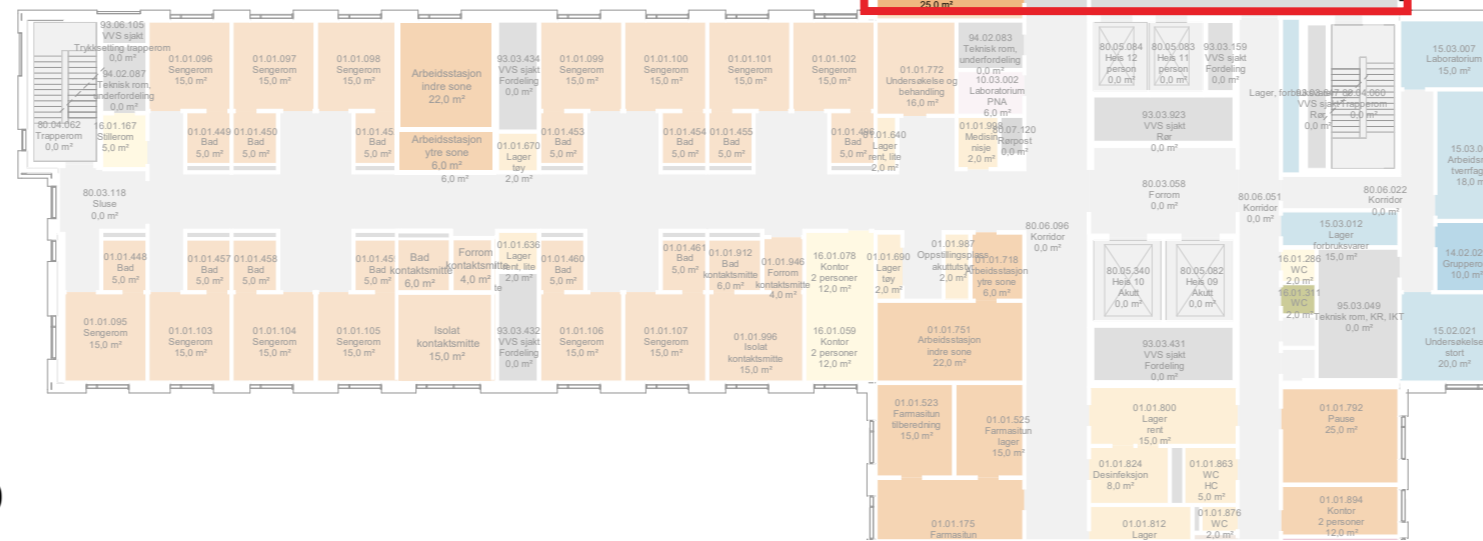 25,0 m²
93.06.105
VVS sjakt
Trykksetting trapperom
0,0 m²
94.02.087
Teknisk rom,
underfordeling
0,0 m²
80.04.062
Trapperom
0,0 m²
16.01.167
Stillerom
5,0 m²
01.01.096
Sengerom
15,0 m²
01.01.097
Sengerom
15,0 m²
01.01.098
Sengerom
15,0 m²
Arbeidsstasjon
indre sone
22,0 m²
93.03.434
VVS sjakt
Fordeling
0,0 m²
01.01.099
Sengerom
15,0 m²
01.01.100
Sengerom
15,0 m²
01.01.101
Sengerom
15,0 m²
01.01.102
Sengerom
15,0 m²
01.01.772
Undersøkelse og
behandling
16,0 m²
94.02.083
Teknisk rom,
underfordeling
0,0 m²
10.03.002
Laboratorium
PNA
6,0 m²
80.05.084
Heis 12
person
0,0 m²
80.05.083
Heis 11
person
0,0 m²
93.03.159
VVS sjakt
Fordeling
0,0 m²
93.03.923
VVS sjakt
Rør
0,0 m²
Lager,
VVS sjakt
Rør
0,0 m²
Trapperom
0,0 m²
15.03.007
Laboratorium
15,0 m²
01.01.449
Bad
5,0 m²
01.01.450
Bad
5,0 m²
01.01.45
Bad
5,0 m²
Arbeidsstasjon
ytre sone
6,0 m²
6,0 m²
01.01.670
Lager
tøy
2,0 m²
01.01.453
Bad
5,0 m²
01.01.454
Bad
5,0 m²
01.01.455
Bad
5,0 m²
Bad
5,0 m²
01.01.640
Lager
rent, lite
2,0 m²
01.01.998
Medisin
nisje
2,0 m²
80.07.120
Rørpost
0,0 m²
15.03.0
Arbeids
tverrfag
18,0 m
80.03.118
Sluse
0,0 m²
80.03.058
Forrom
0,0 m²
80.06.051
Korridor
0,0 m²
80.06.022
Korridor
0,0 m²
80.06.096
Korridor
0,0 m²
01.01.448
Bad
5,0 m²
01.01.457
Bad
5,0 m²
01.01.458
Bad
5,0 m²
01.01.45
Bad
5,0 m²
Bad
kontaktsmitte
6,0 m²
Forrom
kontaktsmitte
4,0 m²
te
01.01.636
Lager
rent, lite
2,0 m²
01.01.460
Bad
5,0 m²
01.01.461
Bad
5,0 m²
01.01.912
Bad
kontaktsmitte
6,0 m²
01.01.946
Forrom
kontaktsmitte
4,0 m²
16.01.078
Kontor
2 personer
12,0 m²
01.01.690
Lager
tøy
2,0 m²
01.01.987
Oppstillingsplass
akuttutstyr
2,0 m²
01.01.718
Arbeidsstasjon
ytre sone
6,0 m²
80.05.340
Heis 10
Akutt
0,0 m²
80.05.082
Heis 09
Akutt
0,0 m²
15.03.012
Lager
forbruksvarer
15,0 m²
16.01.286
WC
2,0 m²
16.01.311
WC
2,0 m²
95.03.049
Teknisk rom, KR, IKT
0,0 m²
14.02.02
Grupperom
10,0 m²
01.01.095
Sengerom
15,0 m²
01.01.103
Sengerom
15,0 m²
01.01.104
Sengerom
15,0 m²
01.01.105
Sengerom
15,0 m²
Isolat
kontaktsmitte
15,0 m²
93.03.432
VVS sjakt
Fordeling
0,0 m²
01.01.106
Sengerom
15,0 m²
01.01.107
Sengerom
15,0 m²
01.01.996
Isolat
kontaktsmitte
15,0 m²
16.01.059
Kontor
2 personer
12,0 m²
01.01.751
Arbeidsstasjon
indre sone
22,0 m²
93.03.431
VVS sjakt
Fordeling
0,0 m²
15.02.021
Undersøkelse
stort
20,0 m²
01.01.523
Farmasitun
tilberedning
15,0 m²
01.01.525
Farmasitun
lager
15,0 m²
01.01.800
Lager
rent
15,0 m²
01.01.792
Pause
25,0 m²
01.01.824
Desinfeksjon
8,0 m²
01.01.863
WC
HC
5,0 m²
01.01.894
Kontor
2 personer
12,0 m²
01.01.175
Farmasitun
01.01.812
Lager
01.01.876
WC
2,0 m²